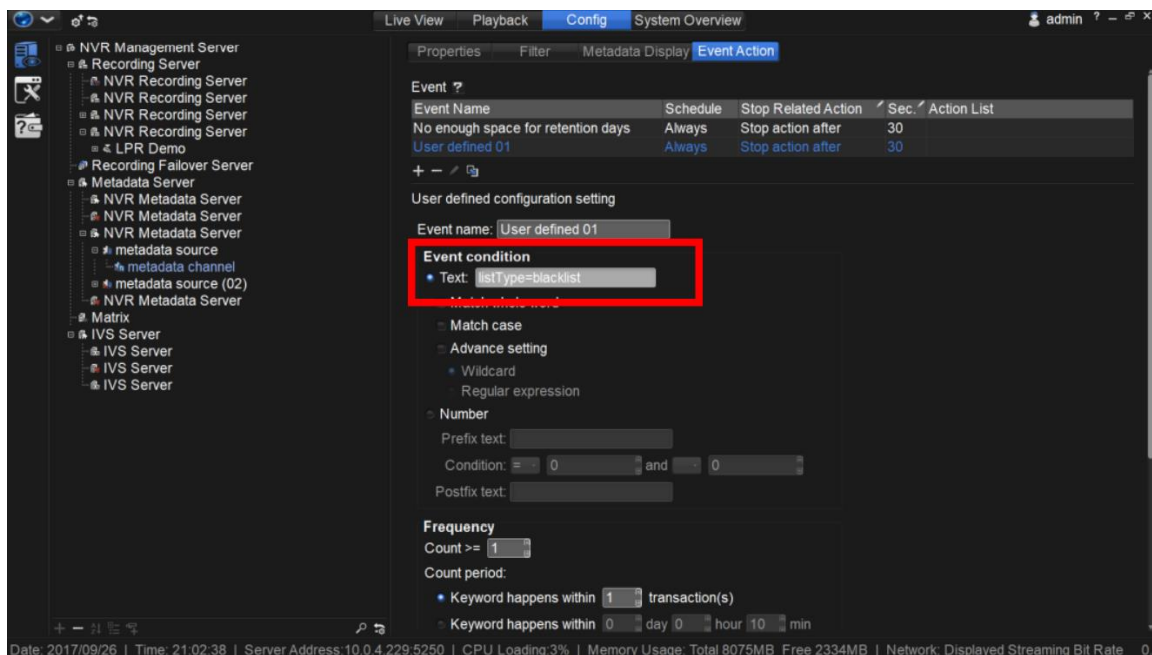 Live View Playback Config System Overview admin ? _
NVR Management Server
Recording Server
NVR Recording Server
NVR Recording Server
NVR Recording Server
NVR Recording Server
LPR Demo
Recording Failover Server
Metadata Server
NVR Metadata Server
NVR Metadata Server
NVR Metadata Server
metadata source
metadata channel
metadata source (02)
NVR Metadata Server
Matrix
IVS Server
IVS Server
IVS Server
IVS Server
Properties Filter Metadata Display Event Action
Event ?
Event Name Schedule Stop Related Action Sec. Action List
No enough space for retention days Always Stop action after 30
User defined 01 Always Stop action after 30
User defined configuration setting
Event name: User defined 01
Event condition
Text: listType=blacklist
Match whole word
Match case
Advance setting
Wildcard
Regular expression
Number
Prefix text:
Condition: = 0 and 0
Postfix text:
Frequency
Count >= 1
Count period:
Keyword happens within 1 transaction(s)
Keyword happens within 0 day 0 hour 10 min
Date: 2017/09/26 | Time: 21:02:38 | Server Address:10.0.4.229:5250 | CPU Loading:3% | Memory Usage: Total 8075MB Free 2334MB | Network: Displayed Streaming Bit Rate 0